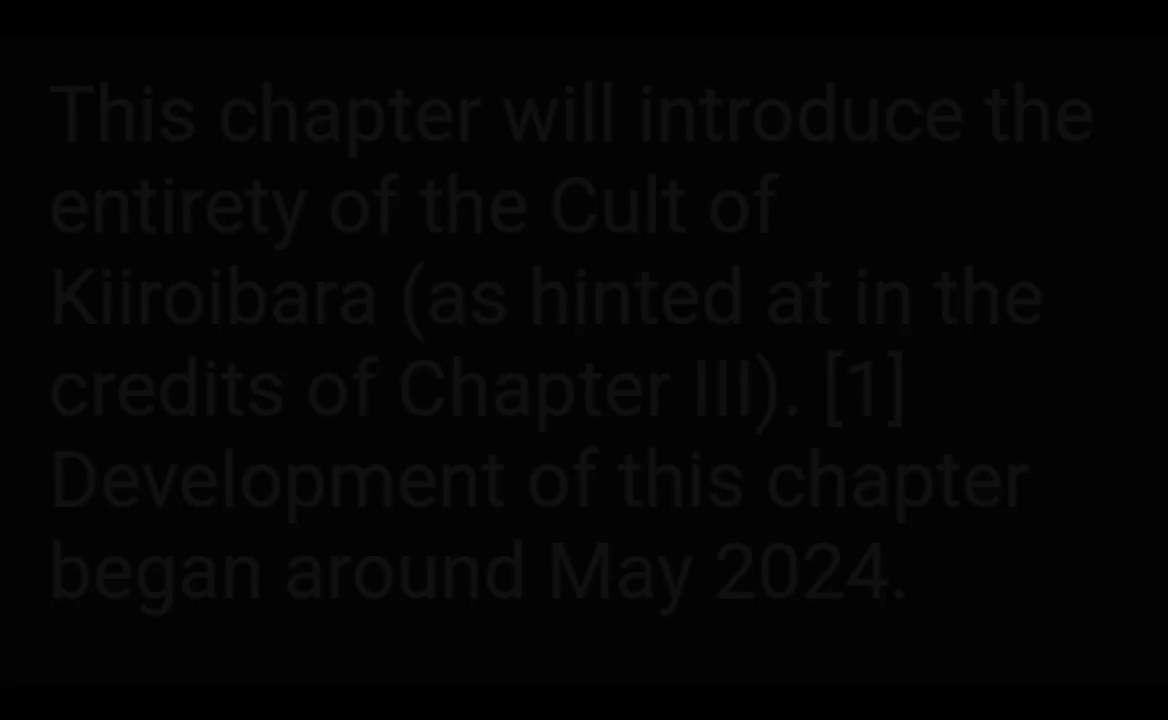 This chapter will introduce the
entirety of the Cult of
Kiiroibara (as hinted at in the
credits of Chapter III). [1]
Development of this chapter
began around May 2024.